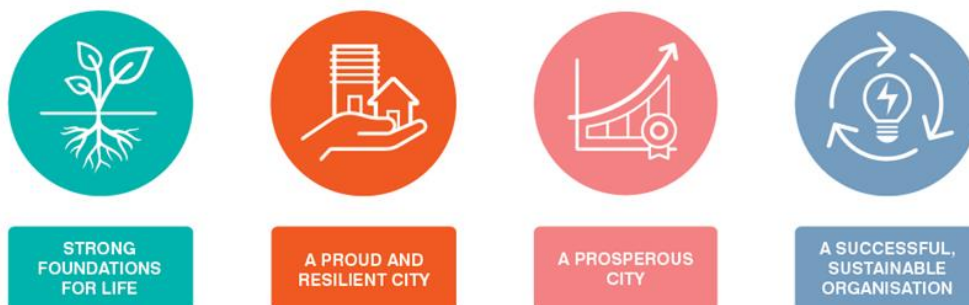 STRONG
FOUNDATIONS
FOR LIFE
A PROUD AND
RESILIENT CITY
A PROSPEROUS
CITY
A SUCCESSFUL,
SUSTAINABLE
ORGANISATION